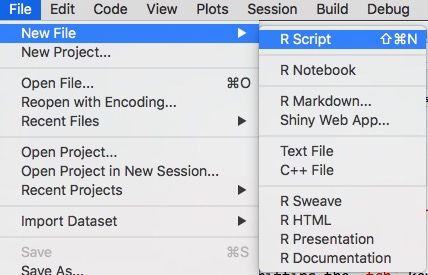 File Edit Code View Plots Session Build Debug
New File
New Project...
Open File... ⌘O
Reopen with Encoding...
Recent Files
Open Project...
Open Project in New Session...
Recent Projects
Import Dataset
Save ⌘S
Save As...
R Script ⇧⌘N
R Notebook
R Markdown...
Shiny Web App...
Text File
C++ File
R Sweave
R HTML
R Presentation
R Documentation